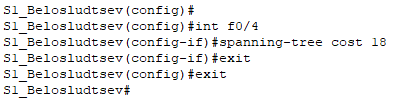 S1_Belosludtsev(config)#
S1_Belosludtsev(config)#int f0/4
S1_Belosludtsev(config-if)#spanning-tree cost 18
S1_Belosludtsev(config-if)#exit
S1_Belosludtsev(config)#exit
S1_Belosludtsev#